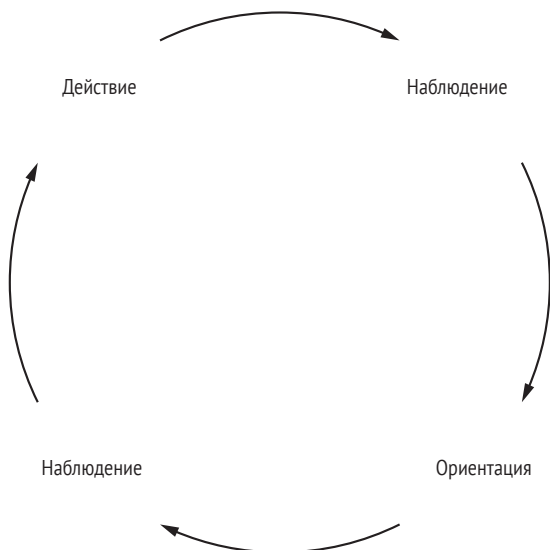 Действие
Наблюдение
Наблюдение
Ориентация